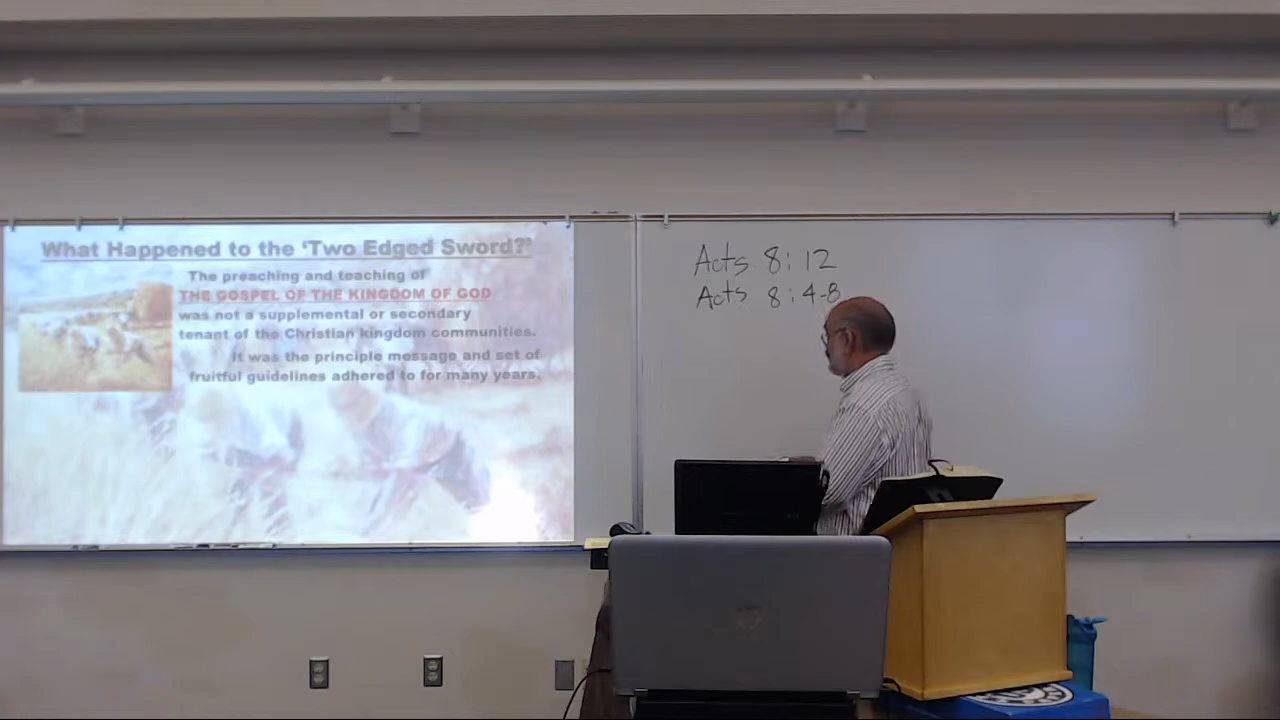 What Happened to the 'Two Edged Sword?'
The preaching and teaching of
THE GOSPEL OF THE KINGDOM OF GOD
was not a supplemental or secondary
tenant of the Christian kingdom communities.
It was the principle message and set of
fruitful guidelines adhered to for many years.
Acts 8:12
Acts 8:4-8